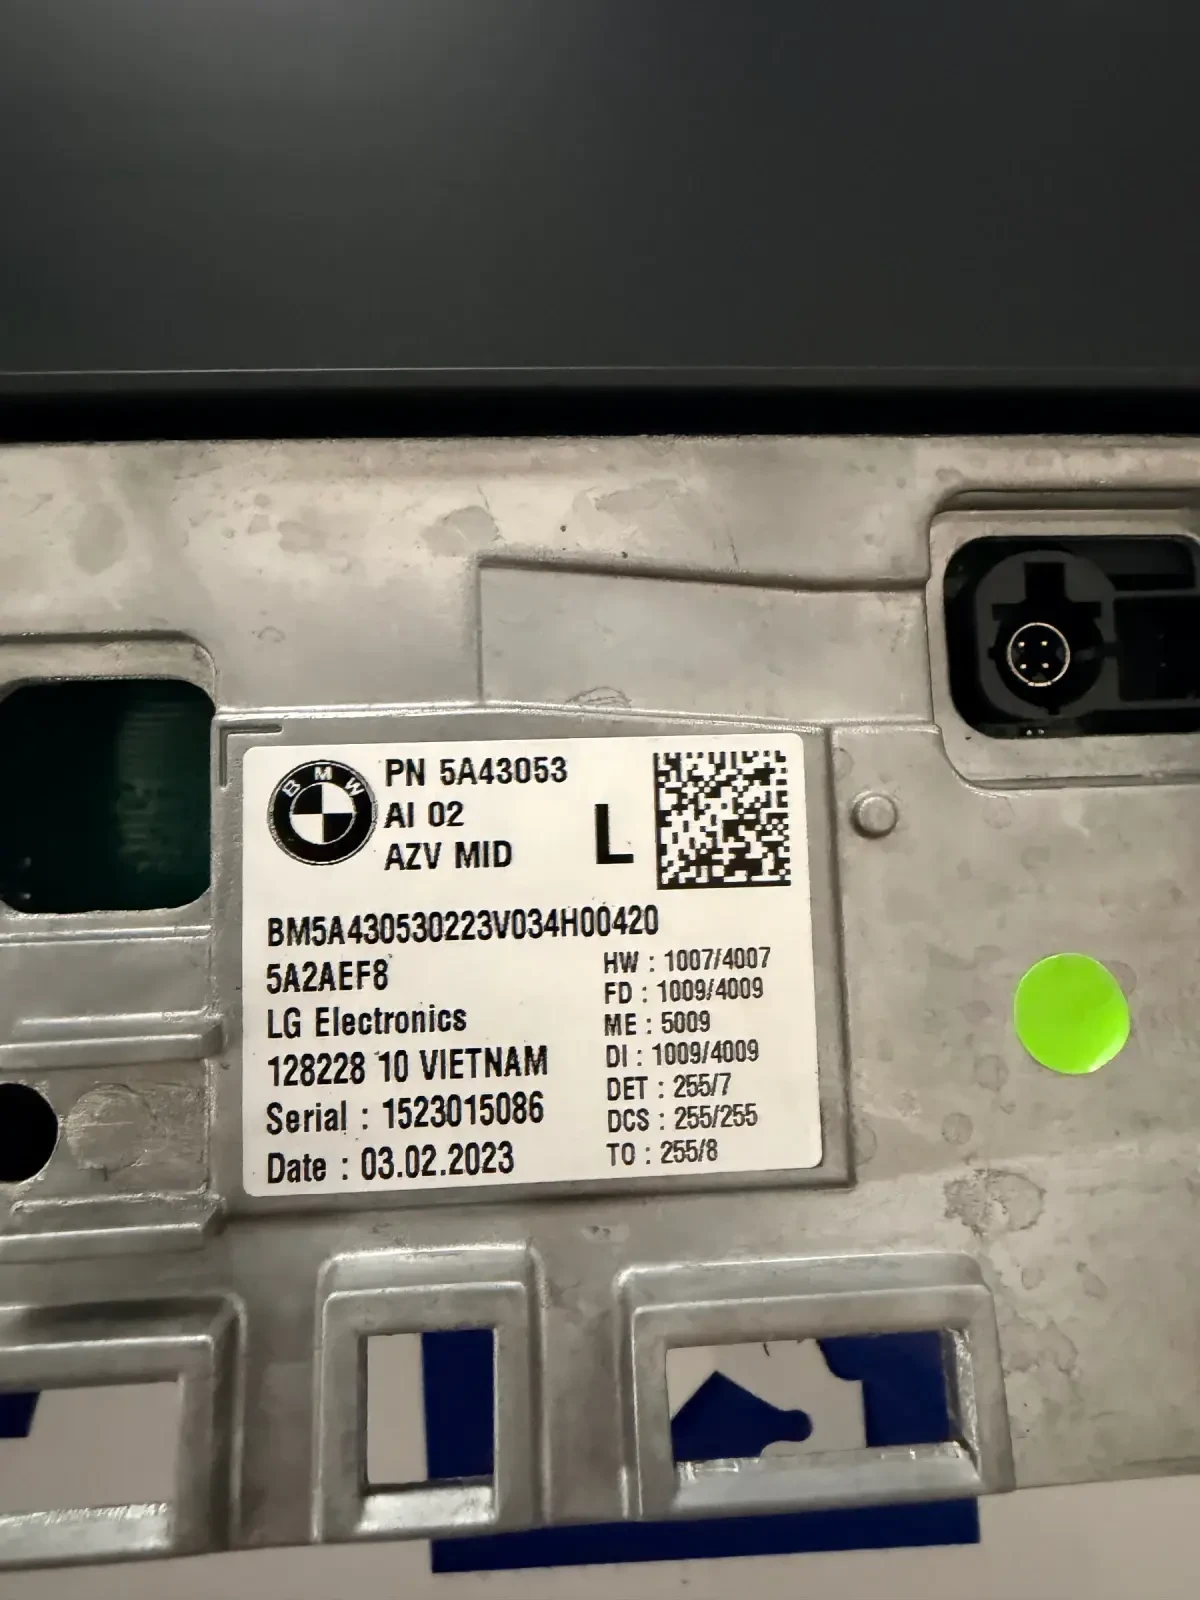 BMW
PN 5A43053
AI 02
AZV MID
L
BM5A430530223V034H00420
5A2AEF8
LG Electronics
128228 10 VIETNAM
Serial : 1523015086
Date : 03.02.2023
HW : 1007/4007
FD : 1009/4009
ME : 5009
DI : 1009/4009
DET : 255/7
DCS : 255/255
TO : 255/8